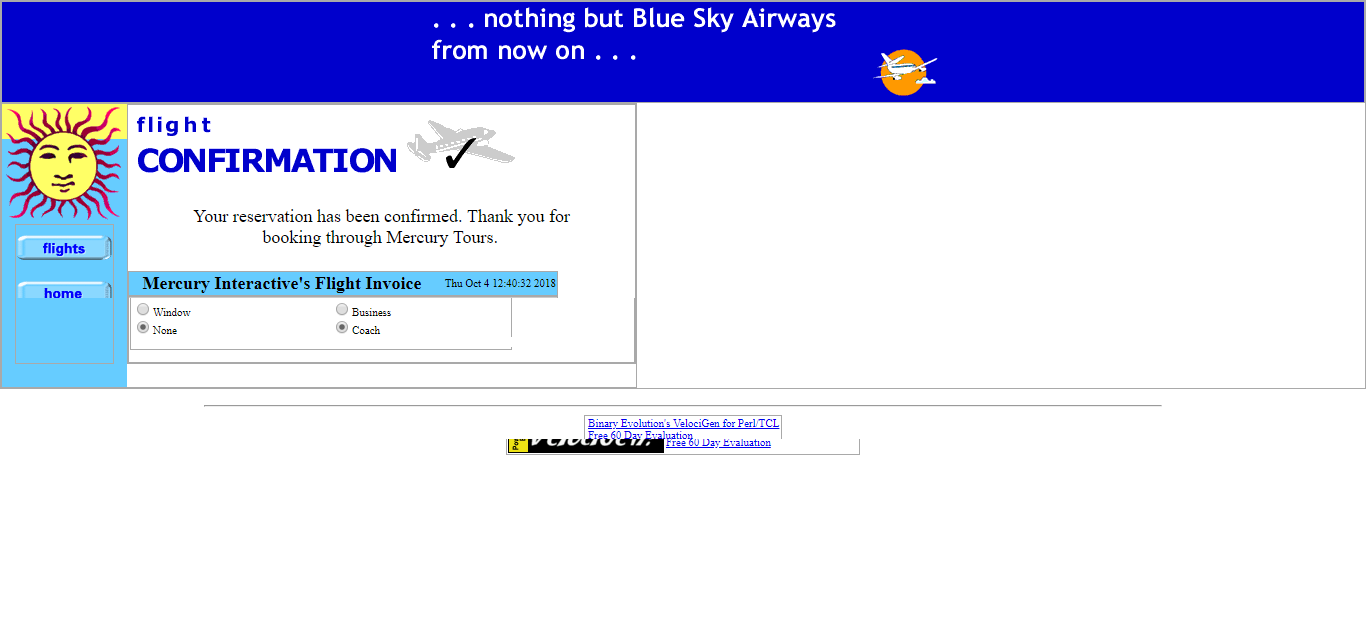 . . . nothing but Blue Sky Airways
from now on . . .
flight
CONFIRMATION
Your reservation has been confirmed. Thank you for
booking through Mercury Tours.
flights
home
Mercury Interactive's Flight Invoice
Thu Oct 4 12:40:32 2018
Window
Business
None
Coach
Binary Evolution's VelociGen for Perl/TCL
Free 60 Day Evaluation
Free 60 Day Evaluation